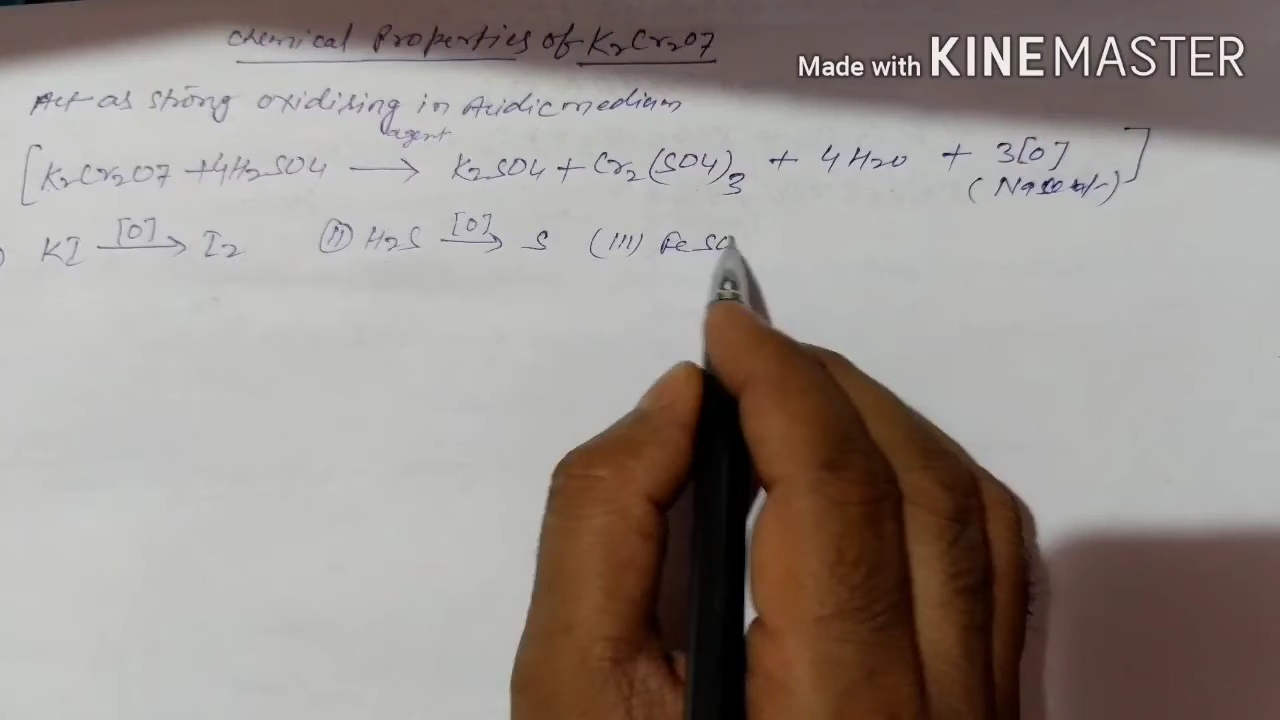 Chemical Properties of K2Cr2O7
Made with KINEMASTER
Act as strong oxidising in Acidic medium
agent
[K2Cr2O7 + 4H2SO4 → K2SO4 + Cr2(SO4)3 + 4H2O + 3[O]]
(Nascent)
) KI [O]→ I2 (II) H2S [O]→ S (III) FeSO